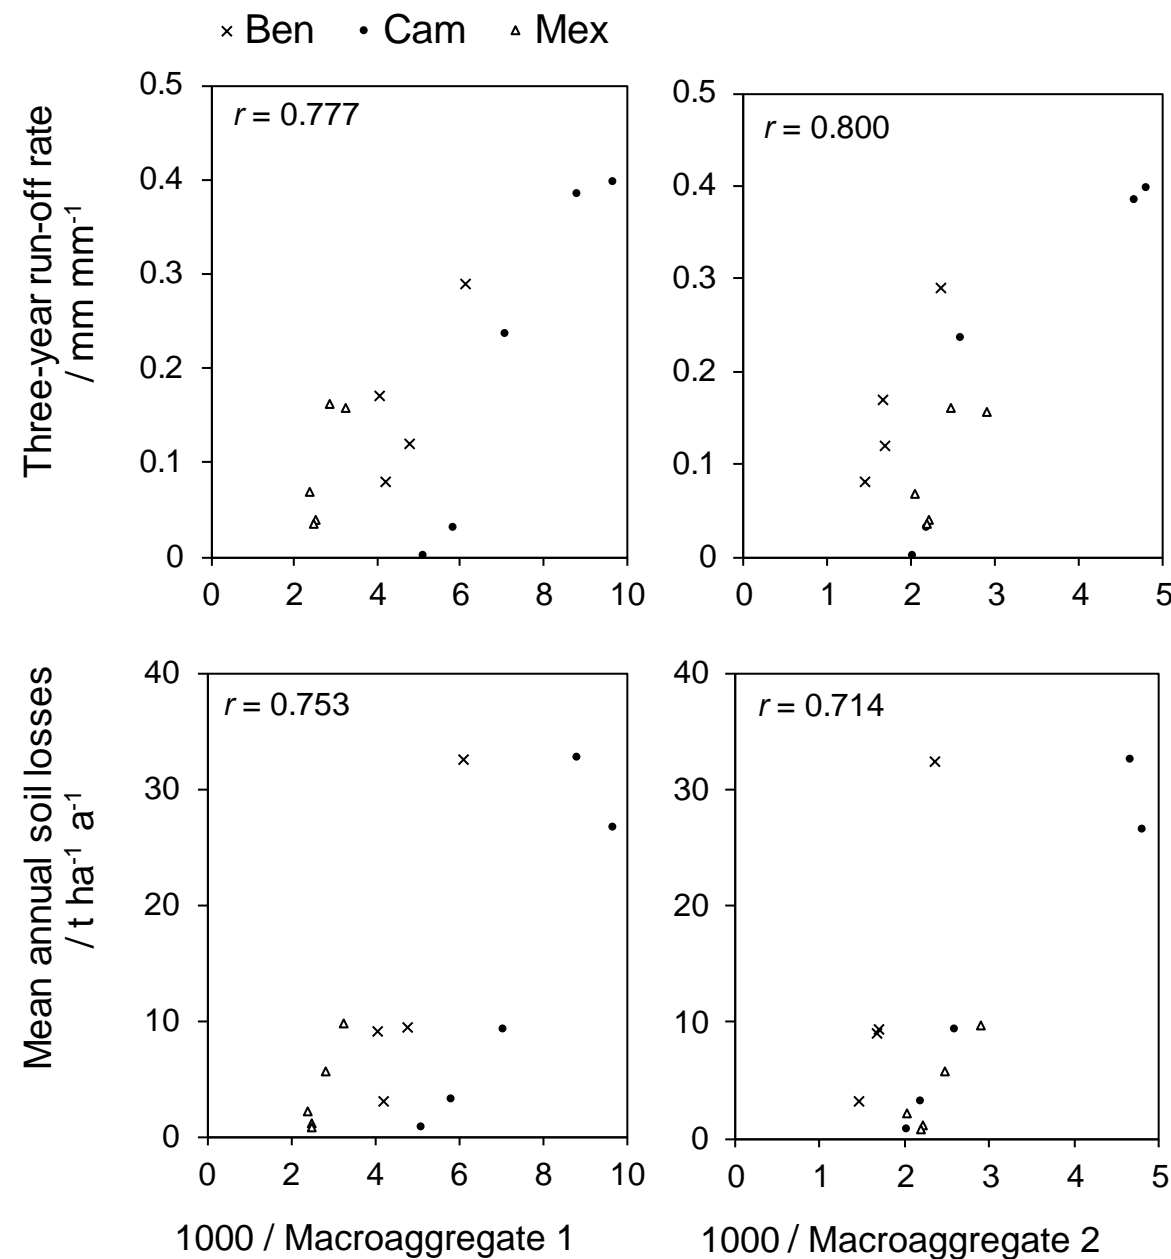 × Ben • Cam △ Mex
Three-year run-off rate
/ mm mm⁻¹
r = 0.777
0.5
0.4
0.3
0.2
0.1
0
0 2 4 6 8 10
r = 0.800
0.5
0.4
0.3
0.2
0.1
0
0 1 2 3 4 5
Mean annual soil losses
/ t ha⁻¹ a⁻¹
r = 0.753
40
30
20
10
0
0 2 4 6 8 10
1000 / Macroaggregate 1
r = 0.714
40
30
20
10
0
0 1 2 3 4 5
1000 / Macroaggregate 2